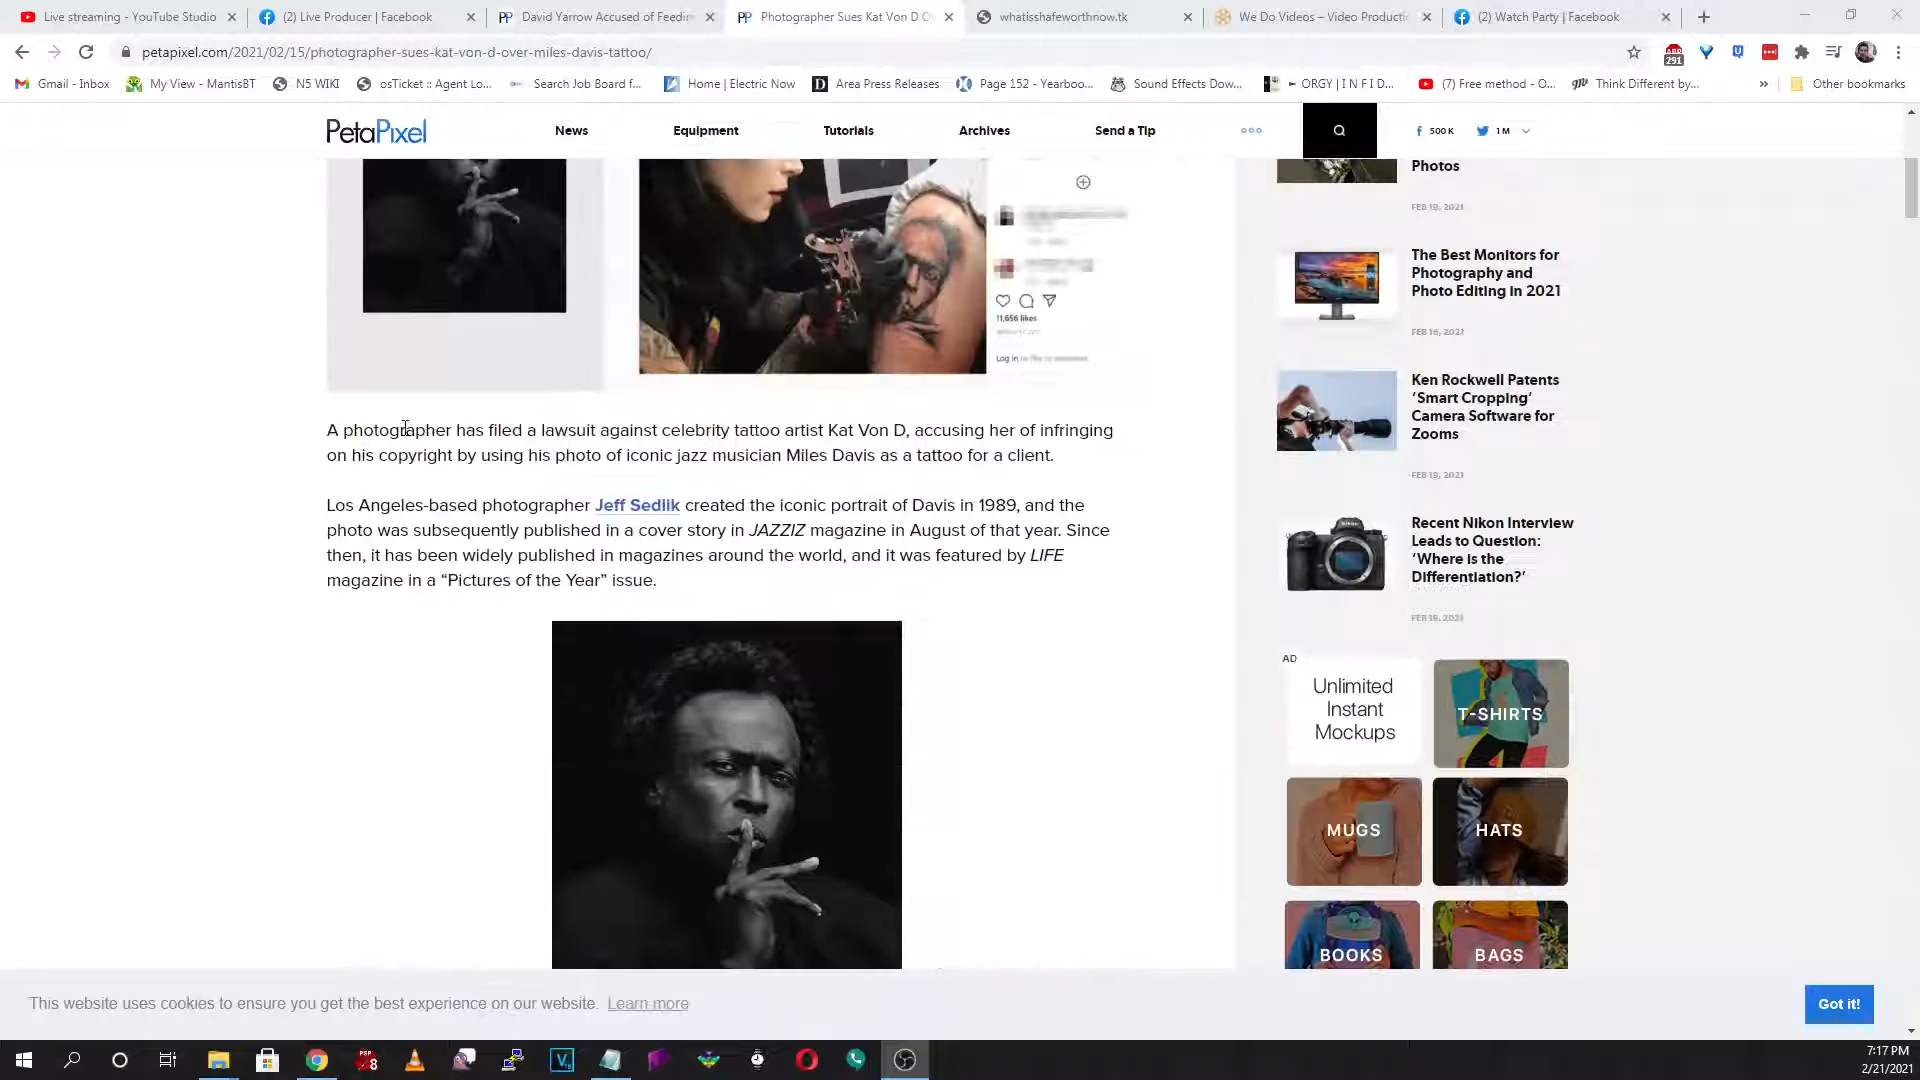 Live streaming - YouTube Studio
(2) Live Producer | Facebook
David Yarrow Accused of Feedin
Photographer Sues Kat Von D O
whatisshafeworthnow.tk
We Do Videos – Video Producti
(2) Watch Party | Facebook
petapixel.com/2021/02/15/photographer-sues-kat-von-d-over-miles-davis-tattoo/
291
Gmail - Inbox
My View - MantisBT
N5 WIKI
osTicket :: Agent Lo...
Search Job Board f...
Home | Electric Now
Area Press Releases
Page 152 - Yearboo...
Sound Effects Dow...
► ORGY | I N F I D...
(7) Free method - O...
Think Different by...
Other bookmarks
PetaPixel
News
Equipment
Tutorials
Archives
Send a Tip
500 K
1 M
11,656 likes
Log in
A photographer has filed a lawsuit against celebrity tattoo artist Kat Von D, accusing her of infringing
on his copyright by using his photo of iconic jazz musician Miles Davis as a tattoo for a client.
Los Angeles-based photographer Jeff Sedlik created the iconic portrait of Davis in 1989, and the
photo was subsequently published in a cover story in JAZZIZ magazine in August of that year. Since
then, it has been widely published in magazines around the world, and it was featured by LIFE
magazine in a “Pictures of the Year” issue.
Photos
FEB 19, 2021
The Best Monitors for
Photography and
Photo Editing in 2021
FEB 16, 2021
Ken Rockwell Patents
‘Smart Cropping’
Camera Software for
Zooms
FEB 19, 2021
Recent Nikon Interview
Leads to Question:
‘Where is the
Differentiation?’
FEB 19, 2021
AD
Unlimited
Instant
Mockups
T-SHIRTS
MUGS
HATS
BOOKS
BAGS
This website uses cookies to ensure you get the best experience on our website. Learn more
Got it!
7:17 PM
2/21/2021